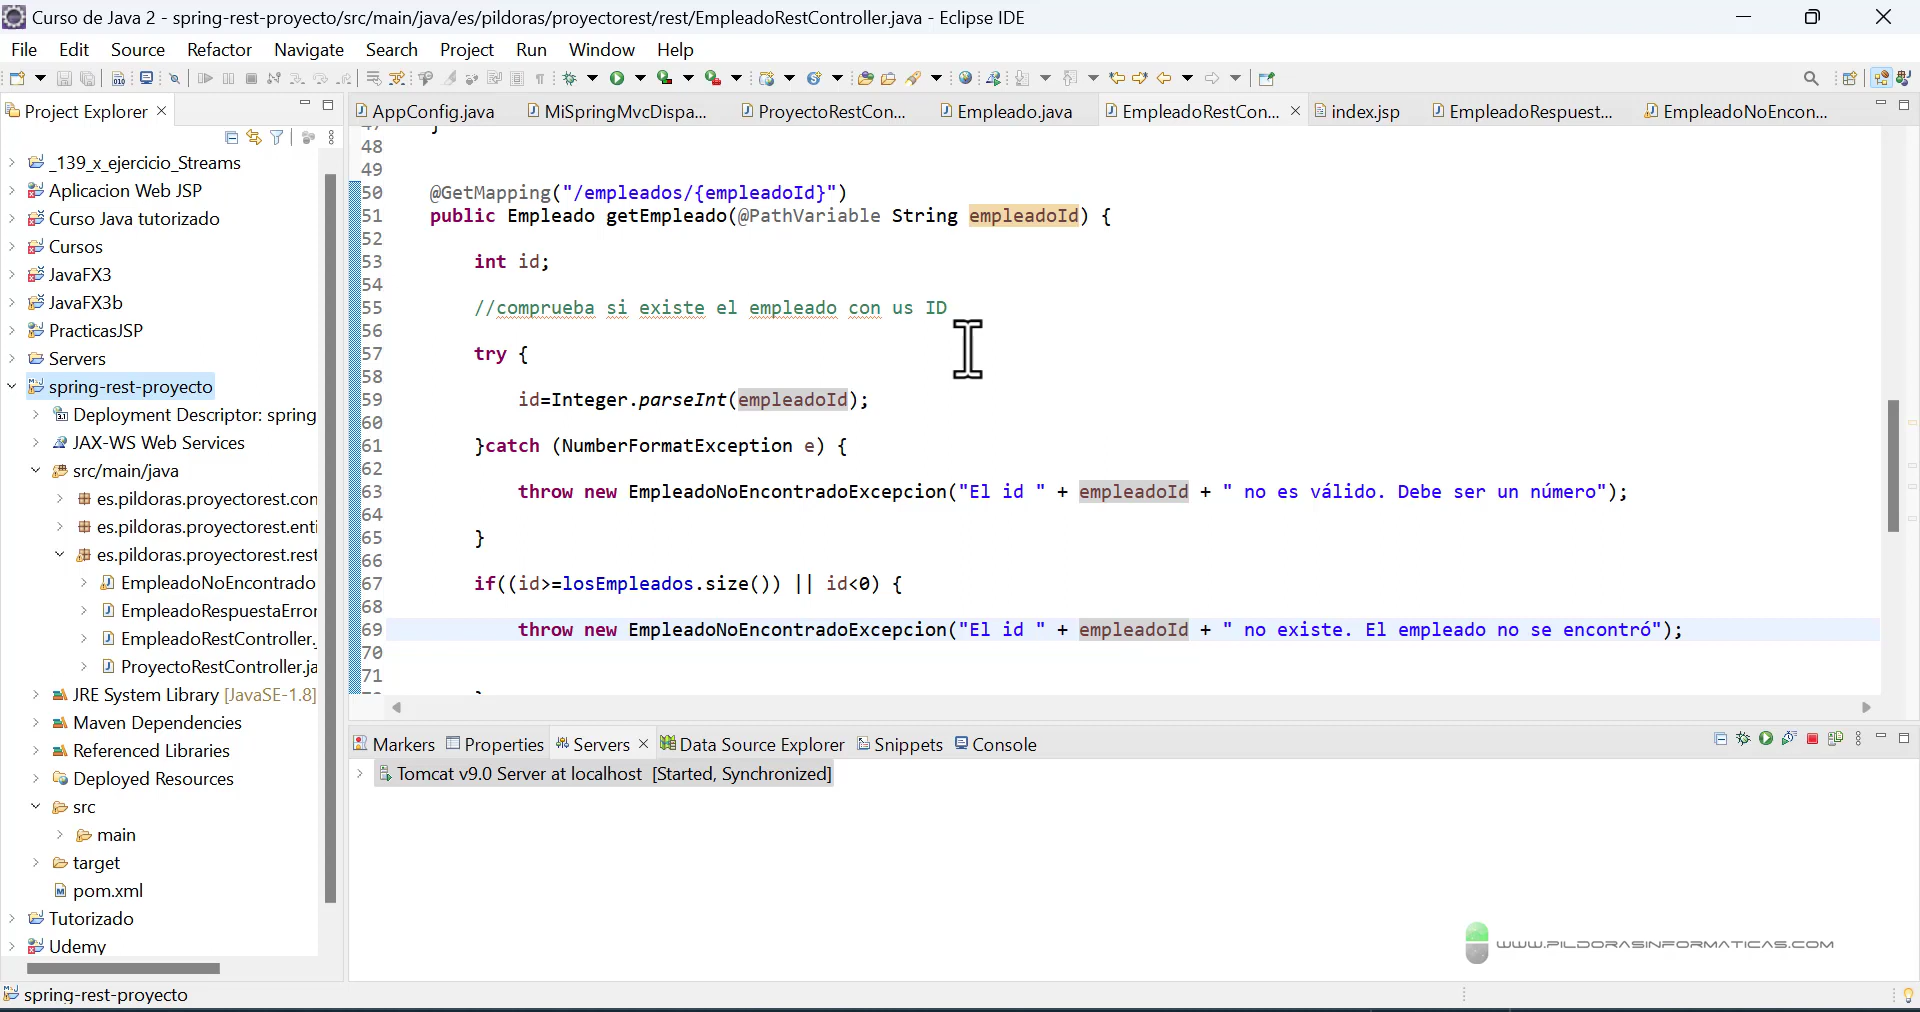 Curso de Java 2 - spring-rest-proyecto/src/main/java/es/pildoras/proyectorest/rest/EmpleadoRestController.java - Eclipse IDE
File Edit Source Refactor Navigate Search Project Run Window Help
Project Explorer
AppConfig.java MiSpringMvcDispa... ProyectoRestCon... Empleado.java EmpleadoRestCon... index.jsp EmpleadoRespuest... EmpleadoNoEncon...
_139_x_ejercicio_Streams
Aplicacion Web JSP
Curso Java tutorizado
Cursos
JavaFX3
JavaFX3b
PracticasJSP
Servers
spring-rest-proyecto
Deployment Descriptor: spring
JAX-WS Web Services
src/main/java
es.pildoras.proyectorest.con
es.pildoras.proyectorest.enti
es.pildoras.proyectorest.rest
EmpleadoNoEncontrado
EmpleadoRespuestaError
EmpleadoRestController.
ProyectoRestController.ja
JRE System Library [JavaSE-1.8]
Maven Dependencies
Referenced Libraries
Deployed Resources
src
main
target
pom.xml
Tutorizado
Udemy
47 }
48
49
50 @GetMapping("/empleados/{empleadoId}")
51 public Empleado getEmpleado(@PathVariable String empleadoId) {
52
53 int id;
54
55 //comprueba si existe el empleado con us ID
56
57 try {
58
59 id=Integer.parseInt(empleadoId);
60
61 }catch (NumberFormatException e) {
62
63 throw new EmpleadoNoEncontradoExcepcion("El id " + empleadoId + " no es válido. Debe ser un número");
64
65 }
66
67 if((id>=losEmpleados.size()) || id<0) {
68
69 throw new EmpleadoNoEncontradoExcepcion("El id " + empleadoId + " no existe. El empleado no se encontró");
70
71
Markers Properties Servers Data Source Explorer Snippets Console
Tomcat v9.0 Server at localhost [Started, Synchronized]
WWW.PILDORASINFORMATICAS.COM
spring-rest-proyecto